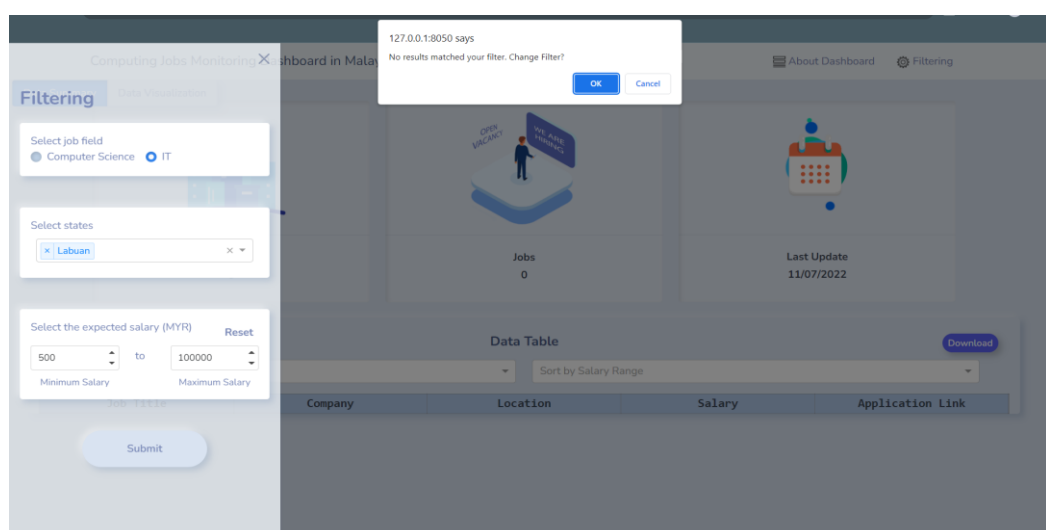 127.0.0.1:8050 says
No results matched your filter. Change Filter?
OK Cancel
Computing Jobs Monitoring
shboard in Malay
About Dashboard Filtering
Filtering
Data Visualization
Select job field
Computer Science IT
OPEN VACANCY
WE ARE HIRING
Select states
× Labuan
Jobs
0
Last Update
11/07/2022
Select the expected salary (MYR) Reset
500 to 100000
Minimum Salary Maximum Salary
Data Table
Download
Sort by Salary Range
Job Title Company Location Salary Application Link
Submit